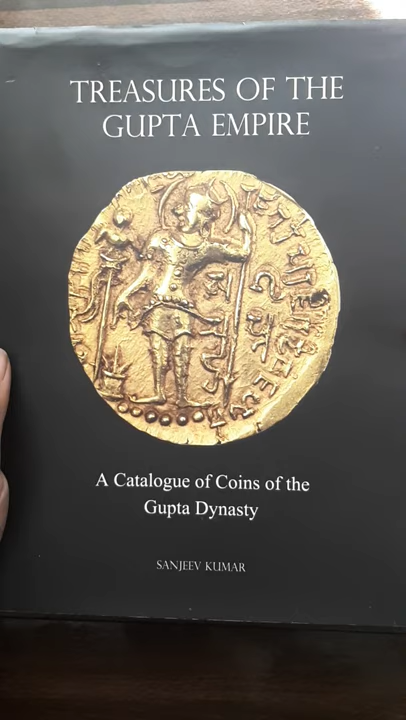 TREASURES OF THE
GUPTA EMPIRE
A Catalogue of Coins of the
Gupta Dynasty
SANJEEV KUMAR